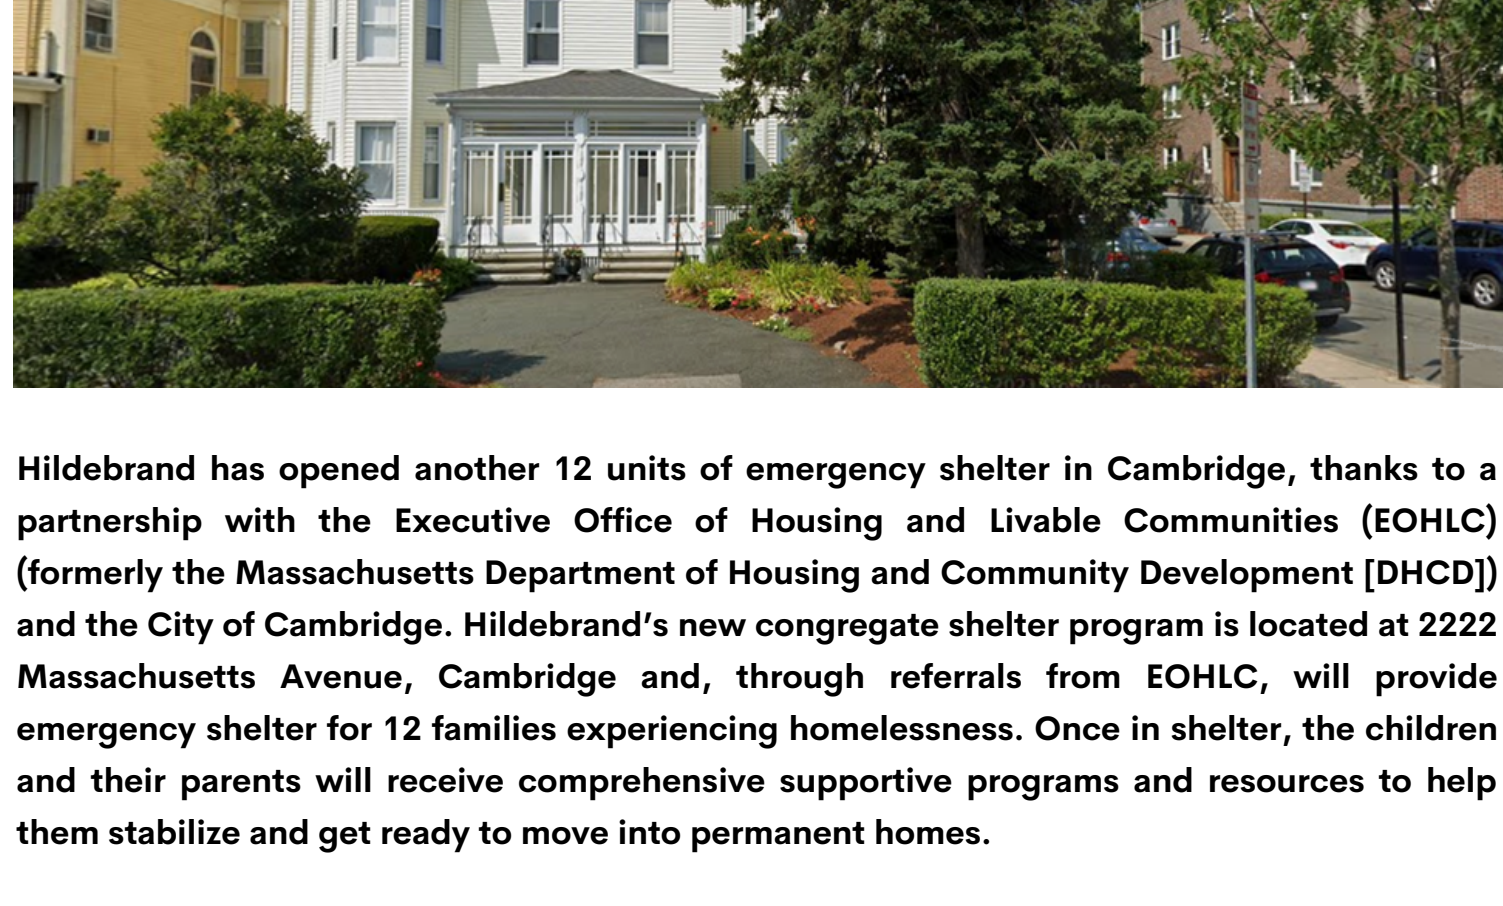 Hildebrand has opened another 12 units of emergency shelter in Cambridge, thanks to a
partnership with the Executive Office of Housing and Livable Communities (EOHLC)
(formerly the Massachusetts Department of Housing and Community Development [DHCD])
and the City of Cambridge. Hildebrand’s new congregate shelter program is located at 2222
Massachusetts Avenue, Cambridge and, through referrals from EOHLC, will provide
emergency shelter for 12 families experiencing homelessness. Once in shelter, the children
and their parents will receive comprehensive supportive programs and resources to help
them stabilize and get ready to move into permanent homes.